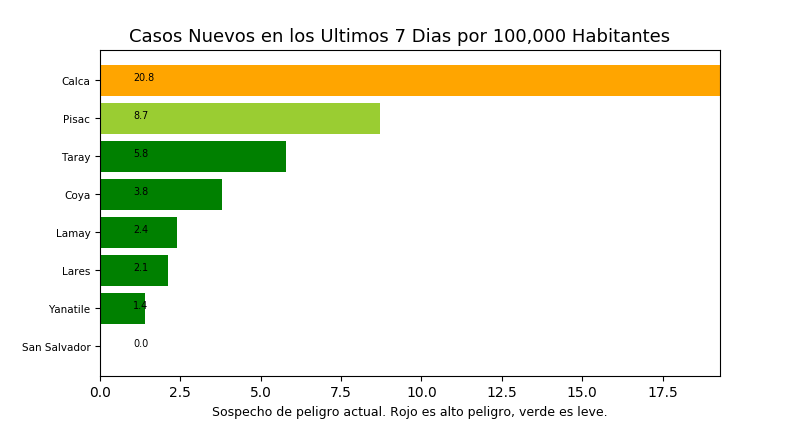 Casos Nuevos en los Ultimos 7 Dias por 100,000 Habitantes
Calca 20.8
Pisac 8.7
Taray 5.8
Coya 3.8
Lamay 2.4
Lares 2.1
Yanatile 1.4
San Salvador 0.0
0.0 2.5 5.0 7.5 10.0 12.5 15.0 17.5
Sospecho de peligro actual. Rojo es alto peligro, verde es leve.